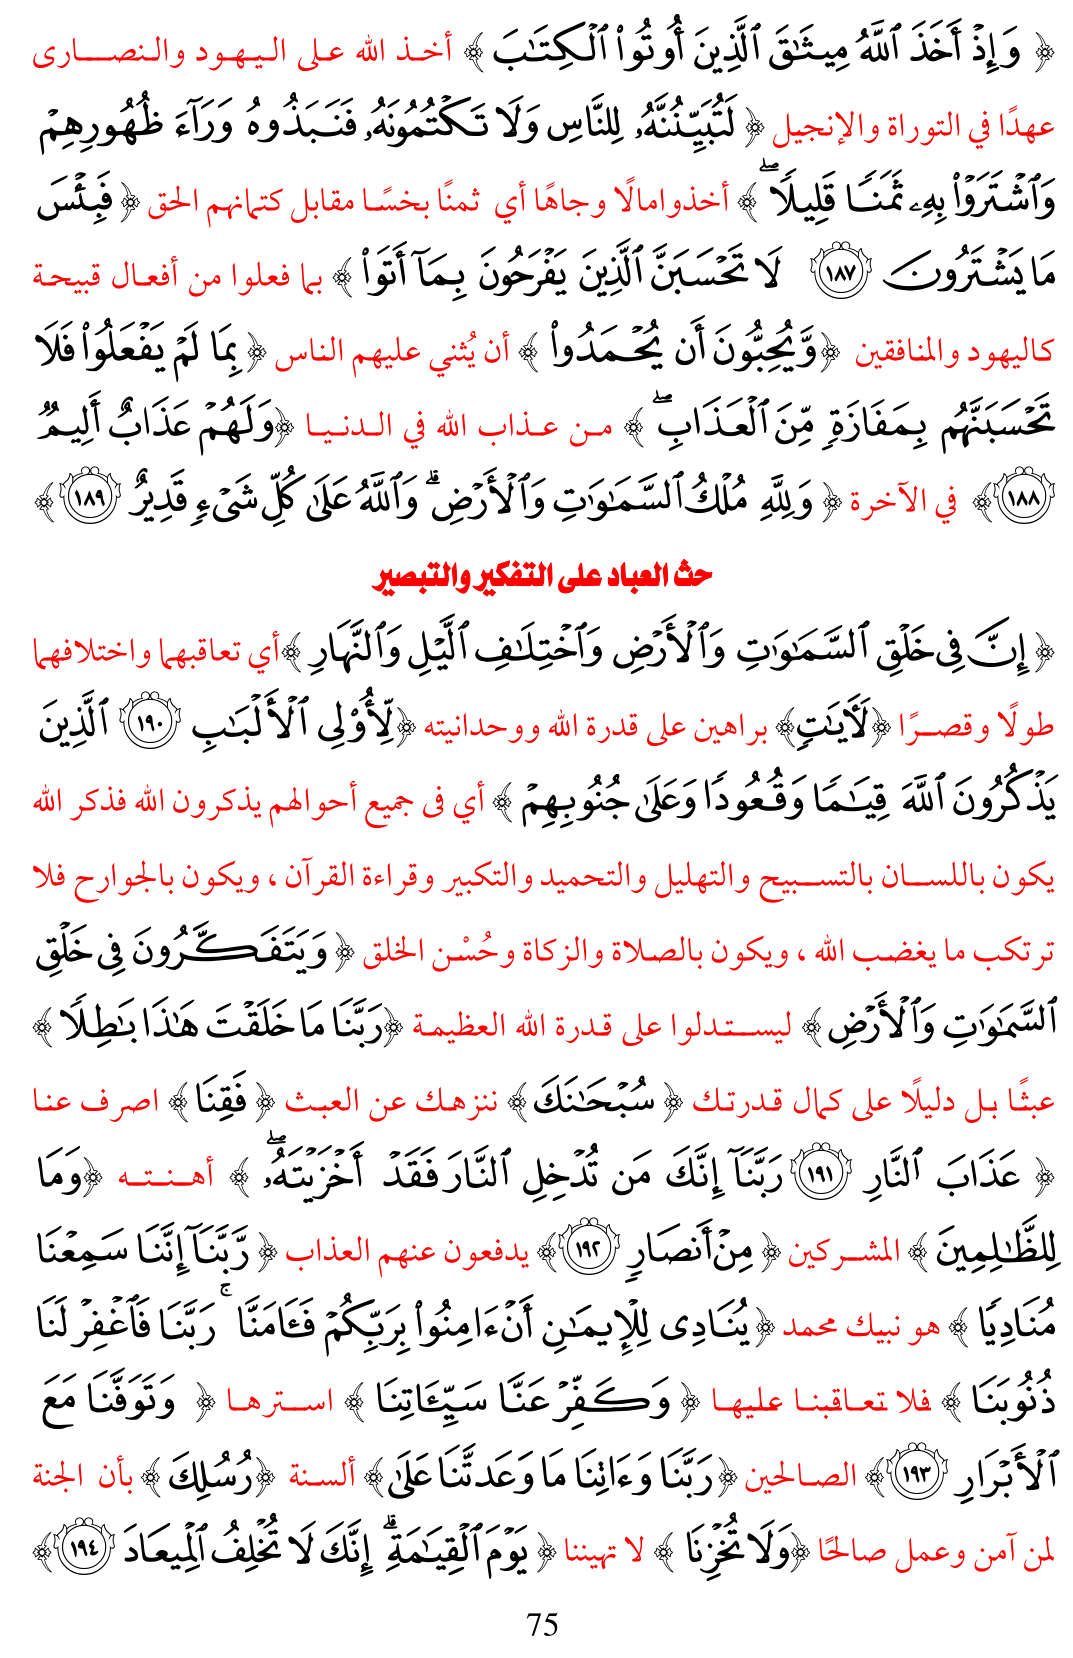 ﴿ وَإِذْ أَخَذَ ٱللَّهُ مِيثَٰقَ ٱلَّذِينَ أُوتُوا۟ ٱلْكِتَٰبَ ﴾ أخذ الله على اليهود والنصارى
عهدًا في التوراة والإنجيل ﴿ لَتُبَيِّنُنَّهُۥ لِلنَّاسِ وَلَا تَكْتُمُونَهُۥ فَنَبَذُوهُ وَرَآءَ ظُهُورِهِمْ
وَٱشْتَرَوْا۟ بِهِۦ ثَمَنًا قَلِيلًا ۖ ﴾ أخذوامالًا وجاهًا أي ثمنًا بخسًا مقابل كتمانهم الحق ﴿ فَبِئْسَ
مَا يَشْتَرُونَ ١٨٧ لَا تَحْسَبَنَّ ٱلَّذِينَ يَفْرَحُونَ بِمَآ أَتَوا۟ ﴾ بما فعلوا من أفعال قبيحة
كاليهود والمنافقين ﴿وَّيُحِبُّونَ أَن يُحْمَدُوا۟ ﴾ أن يُثني عليهم الناس ﴿ بِمَا لَمْ يَفْعَلُوا۟ فَلَا
تَحْسَبَنَّهُم بِمَفَازَةٍ مِّنَ ٱلْعَذَابِ ۖ ﴾ من عذاب الله في الدنيا ﴿وَلَهُمْ عَذَابٌ أَلِيمٌ
١٨٨﴾ في الآخرة ﴿ وَلِلَّهِ مُلْكُ ٱلسَّمَٰوَٰتِ وَٱلْأَرْضِ ۗ وَٱللَّهُ عَلَىٰ كُلِّ شَىْءٍ قَدِيرٌ ١٨٩﴾
حث العباد على التفكير والتبصير
﴿ إِنَّ فِى خَلْقِ ٱلسَّمَٰوَٰتِ وَٱلْأَرْضِ وَٱخْتِلَٰفِ ٱلَّيْلِ وَٱلنَّهَارِ ﴾أي تعاقبهما واختلافهما
طولًا وقصرًا ﴿لَءَايَٰتٍ﴾ براهين على قدرة الله ووحدانيته ﴿لِّأُو۟لِى ٱلْأَلْبَٰبِ ١٩٠ ٱلَّذِينَ
يَذْكُرُونَ ٱللَّهَ قِيَٰمًا وَقُعُودًا وَعَلَىٰ جُنُوبِهِمْ ﴾ أي فى جميع أحوالهم يذكرون الله فذكر الله
يكون باللسان بالتسبيح والتهليل والتحميد والتكبير وقراءة القرآن ، ويكون بالجوارح فلا
ترتكب ما يغضب الله ، ويكون بالصلاة والزكاة وحُسْن الخلق ﴿ وَيَتَفَكَّرُونَ فِى خَلْقِ
ٱلسَّمَٰوَٰتِ وَٱلْأَرْضِ ﴾ ليستدلوا على قدرة الله العظيمة ﴿رَبَّنَا مَا خَلَقْتَ هَٰذَا بَٰطِلًا ﴾
عبثًا بل دليلًا على كمال قدرتك ﴿ سُبْحَٰنَكَ﴾ ننزهك عن العبث ﴿ فَقِنَا ﴾ اصرف عنا
﴿ عَذَابَ ٱلنَّارِ ١٩١ رَبَّنَآ إِنَّكَ مَن تُدْخِلِ ٱلنَّارَ فَقَدْ أَخْزَيْتَهُۥ ۖ ﴾ أهنته ﴿وَمَا
لِلظَّٰلِمِينَ ﴾ المشركين ﴿ مِنْ أَنصَارٍ ١٩٢﴾ يدفعون عنهم العذاب ﴿ رَّبَّنَآ إِنَّنَا سَمِعْنَا
مُنَادِيًا ﴾ هو نبيك محمد ﴿ يُنَادِى لِلْإِيمَٰنِ أَنْ ءَامِنُوا۟ بِرَبِّكُمْ فَـَٔامَنَّا ۚ رَبَّنَا فَٱغْفِرْ لَنَا
ذُنُوبَنَا ﴾ فلا تعاقبنا عليها ﴿ وَكَفِّرْ عَنَّا سَيِّـَٔاتِنَا ﴾ استرها ﴿ وَتَوَفَّنَا مَعَ
ٱلْأَبْرَارِ ١٩٣﴾ الصالحين ﴿رَبَّنَا وَءَاتِنَا مَا وَعَدتَّنَا عَلَىٰ﴾ ألسنة ﴿رُسُلِكَ﴾ بأن الجنة
لمن آمن وعمل صالحًا ﴿وَلَا تُخْزِنَا ﴾ لا تهيننا ﴿ يَوْمَ ٱلْقِيَٰمَةِ ۗ إِنَّكَ لَا تُخْلِفُ ٱلْمِيعَادَ ١٩٤﴾
75